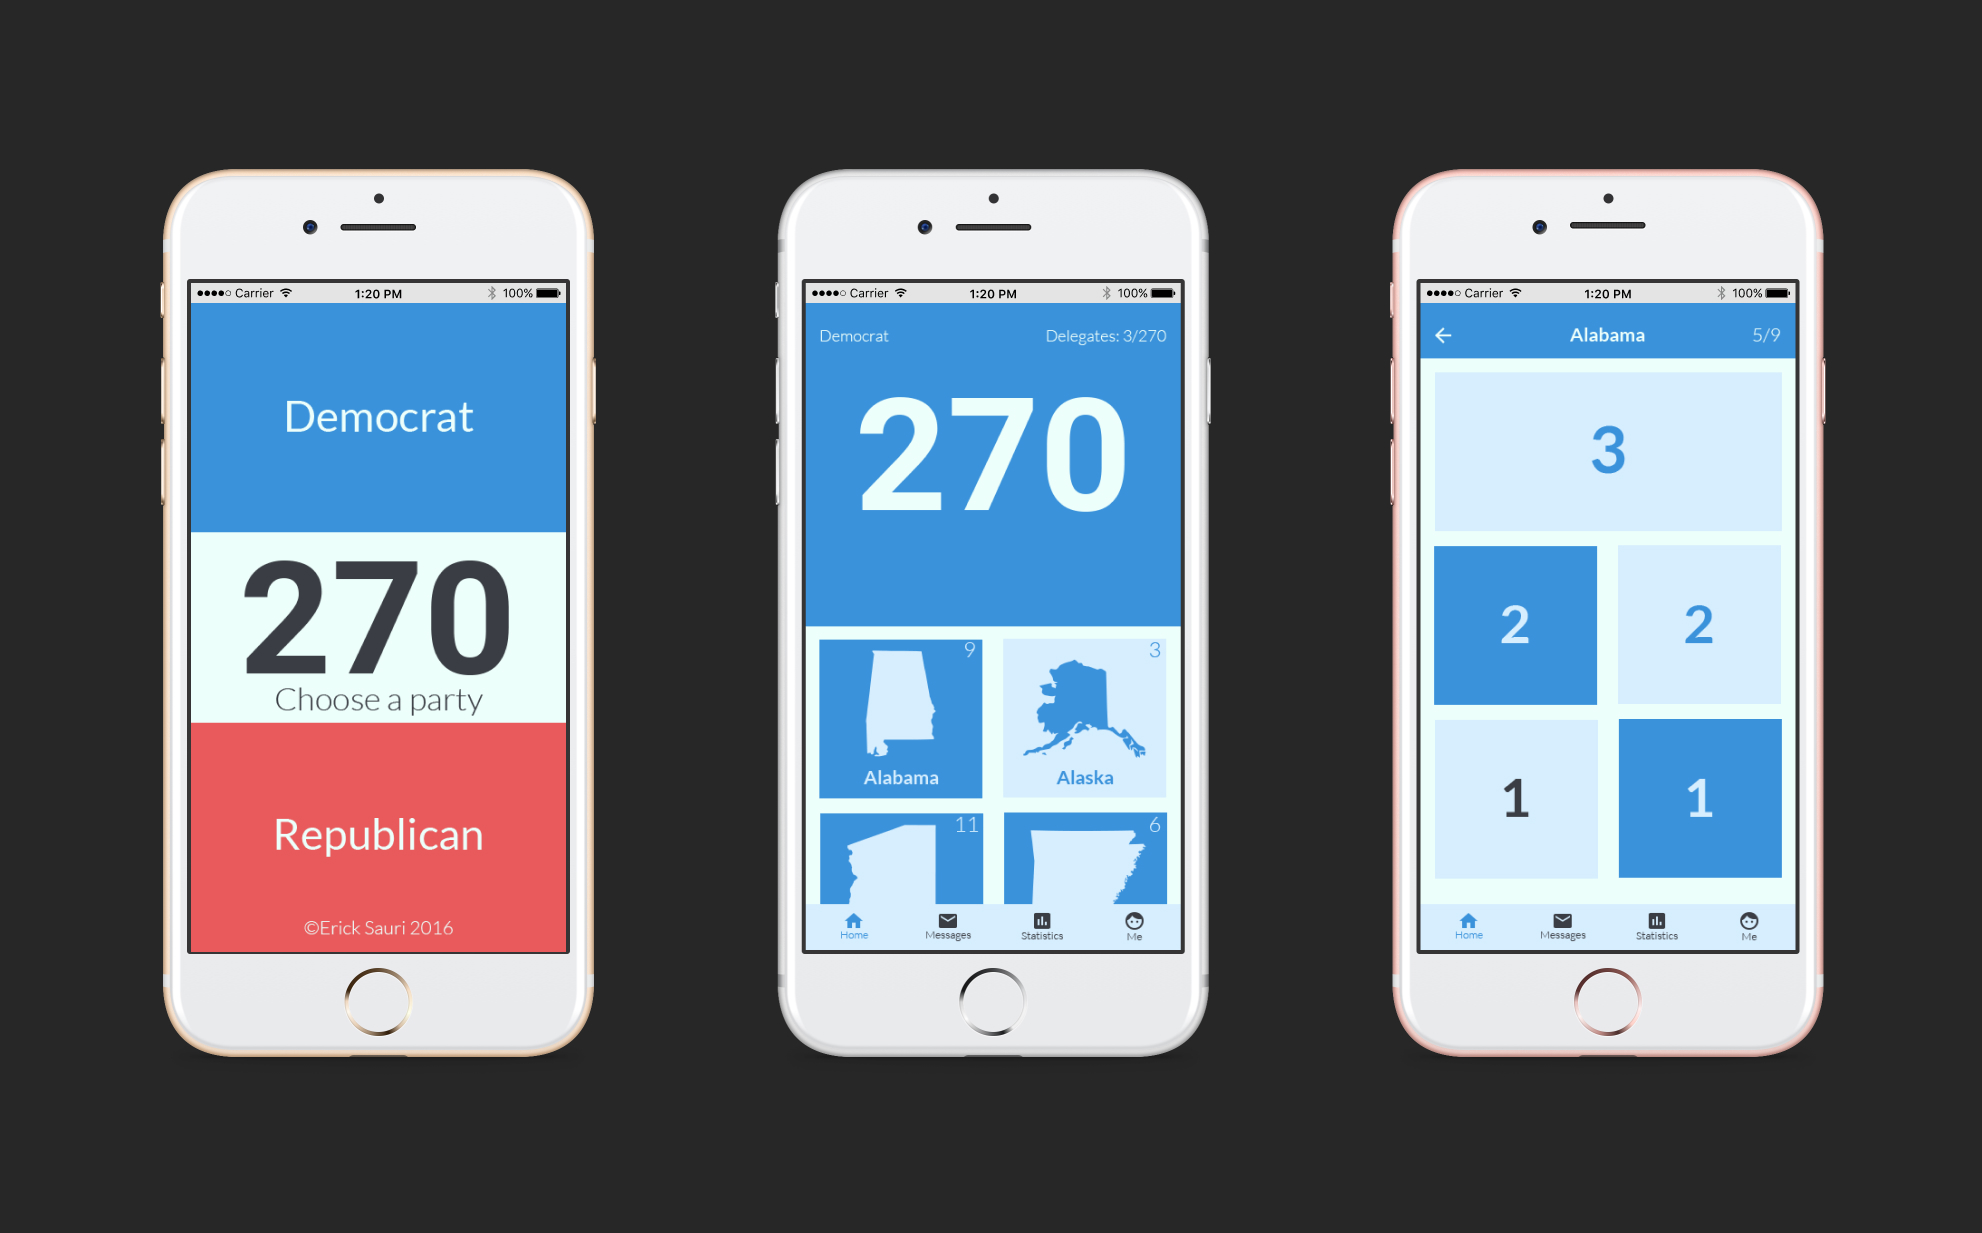 Carrier 1:20 PM 100%
Democrat
270
Choose a party
Republican
©Erick Sauri 2016
Carrier 1:20 PM 100%
Democrat Delegates: 3/270
270
9 3
Alabama Alaska
11 6
Home Messages Statistics Me
Carrier 1:20 PM 100%
Alabama 5/9
3
2 2
1 1
Home Messages Statistics Me